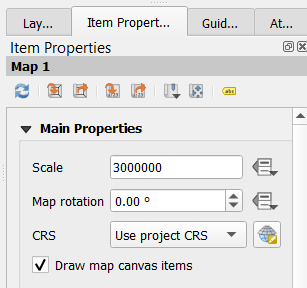 Lay...
Item Propert...
Guid...
At...
Item Properties
Map 1
abc
Main Properties
Scale 3000000
Map rotation 0.00 °
CRS Use project CRS
Draw map canvas items